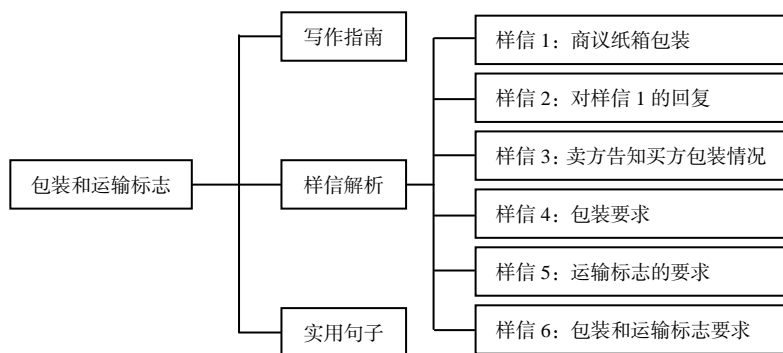 包装和运输标志
写作指南
样信解析
样信 1：商议纸箱包装
样信 2：对样信 1 的回复
样信 3：卖方告知买方包装情况
样信 4：包装要求
样信 5：运输标志的要求
样信 6：包装和运输标志要求
实用句子